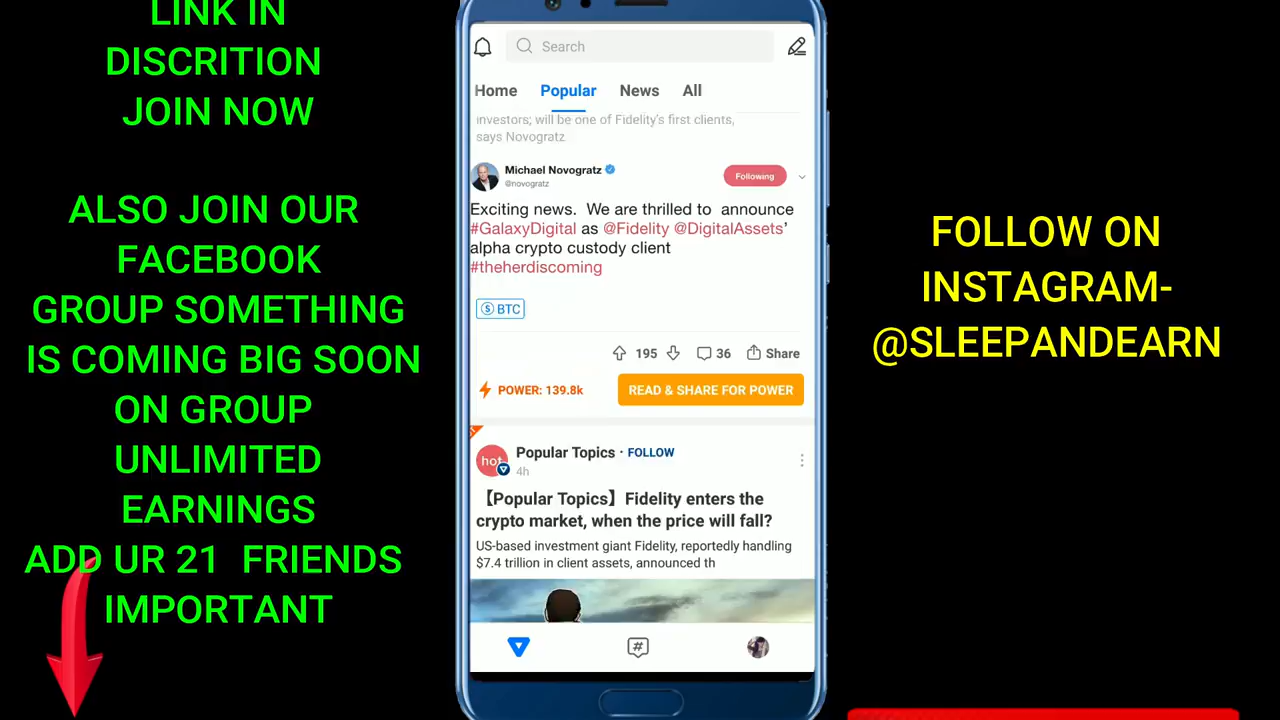 LINK IN
DISCRITION
JOIN NOW
ALSO JOIN OUR
FACEBOOK
GROUP SOMETHING
IS COMING BIG SOON
ON GROUP
UNLIMITED
EARNINGS
ADD UR 21 FRIENDS
IMPORTANT
Search
Home Popular News All
investors; will be one of Fidelity's first clients,
says Novogratz
Michael Novogratz
@novogratz
Following
Exciting news. We are thrilled to announce
#GalaxyDigital as @Fidelity @DigitalAssets'
alpha crypto custody client
#theherdiscoming
BTC
195 36 Share
POWER: 139.8k READ & SHARE FOR POWER
hot
Popular Topics · FOLLOW
4h
【Popular Topics】Fidelity enters the
crypto market, when the price will fall?
US-based investment giant Fidelity, reportedly handling
$7.4 trillion in client assets, announced th
#
FOLLOW ON
INSTAGRAM-
@SLEEPANDEARN